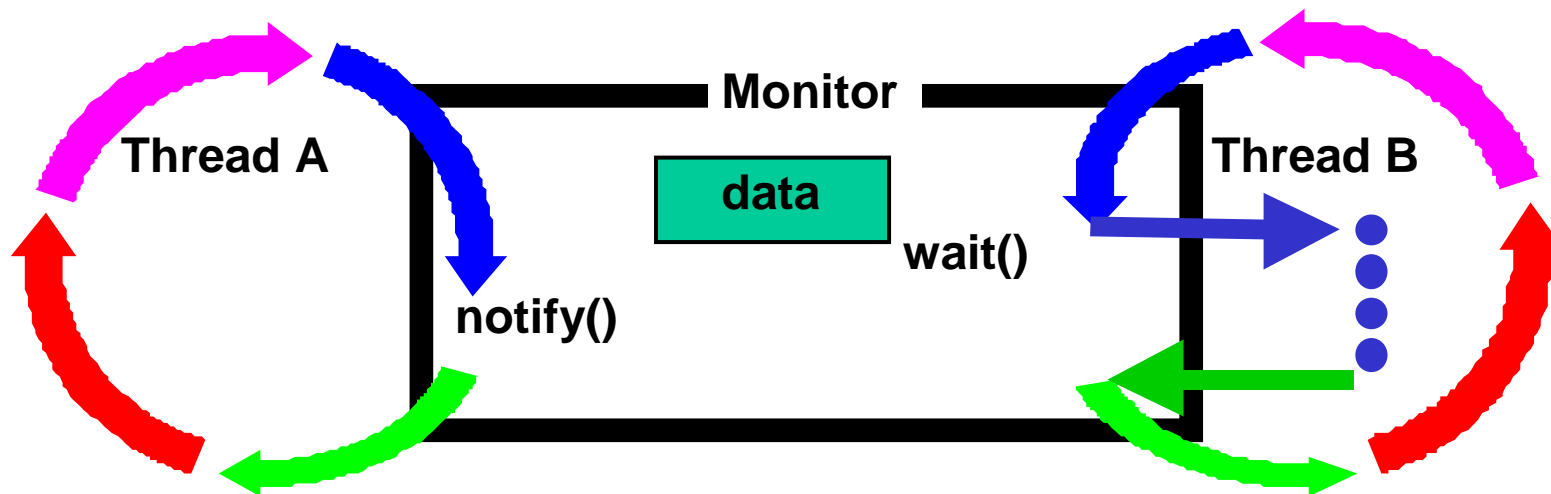 Monitor
Thread A
Thread B
data
wait()
notify()